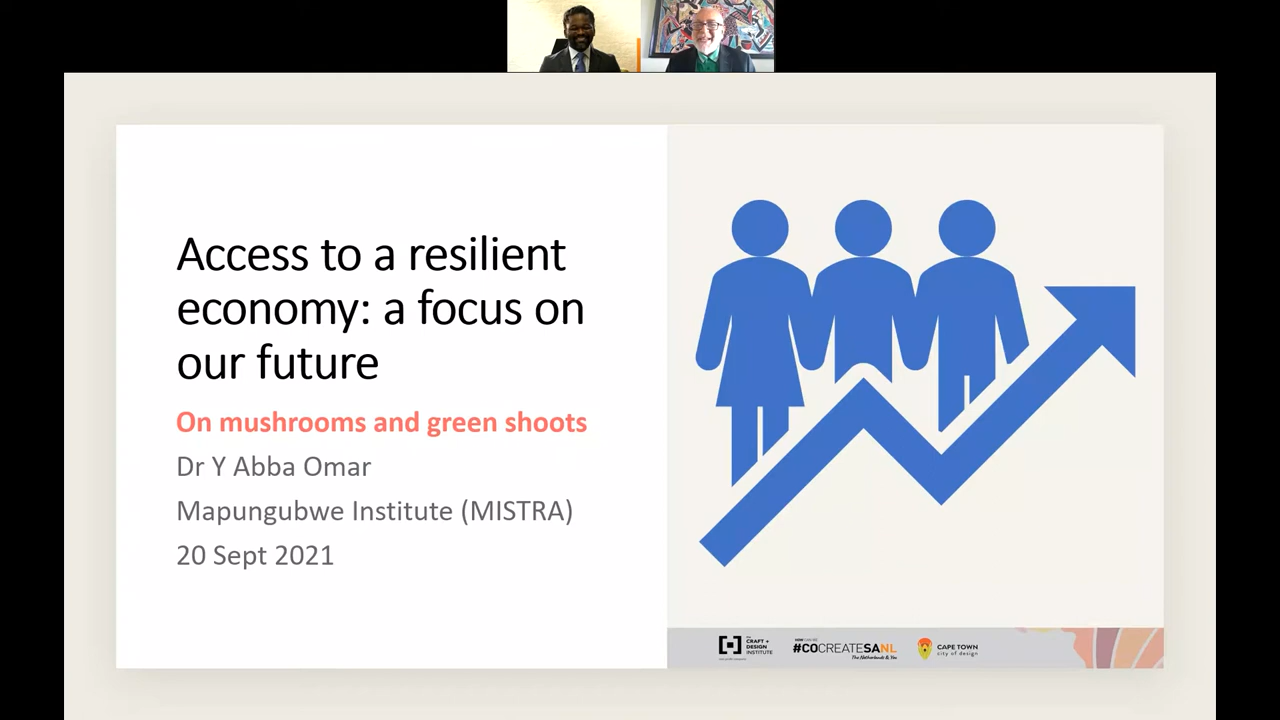 Access to a resilient
economy: a focus on
our future
On mushrooms and green shoots
Dr Y Abba Omar
Mapungubwe Institute (MISTRA)
20 Sept 2021
CRAFT +
DESIGN
INSTITUTE
#COCREATESANL
The Netherlands & You
CAPE TOWN
city of design